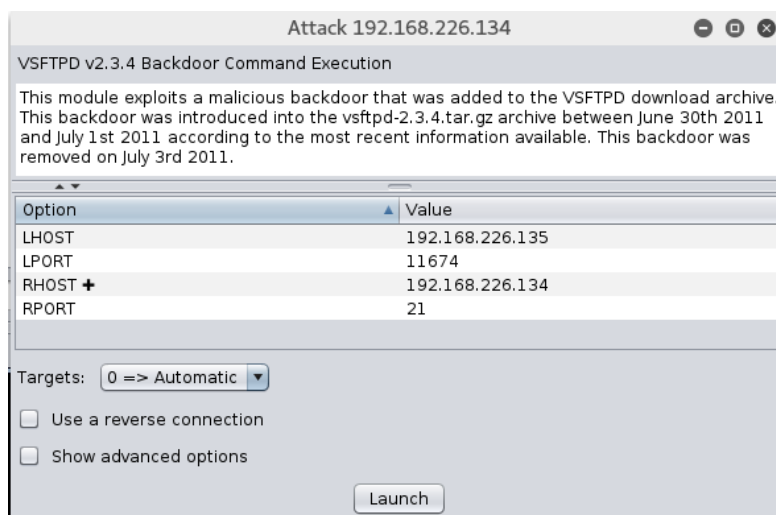 Attack 192.168.226.134
VSFTPD v2.3.4 Backdoor Command Execution
This module exploits a malicious backdoor that was added to the VSFTPD download archive.
This backdoor was introduced into the vsftpd-2.3.4.tar.gz archive between June 30th 2011
and July 1st 2011 according to the most recent information available. This backdoor was
removed on July 3rd 2011.
Option Value
LHOST 192.168.226.135
LPORT 11674
RHOST + 192.168.226.134
RPORT 21
Targets: 0 => Automatic
Use a reverse connection
Show advanced options
Launch